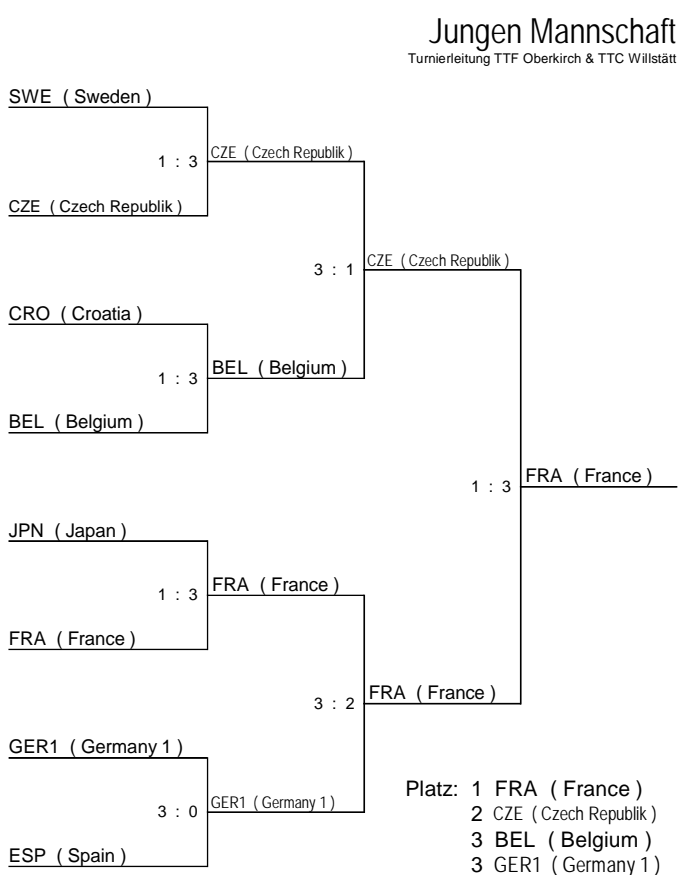 Jungen Mannschaft
Turnierleitung TTF Oberkirch & TTC Willstätt
SWE ( Sweden )
1 : 3 CZE ( Czech Republik )
CZE ( Czech Republik )
3 : 1 CZE ( Czech Republik )
CRO ( Croatia )
1 : 3 BEL ( Belgium )
BEL ( Belgium )
1 : 3 FRA ( France )
JPN ( Japan )
1 : 3 FRA ( France )
FRA ( France )
3 : 2 FRA ( France )
GER1 ( Germany 1 )
3 : 0 GER1 ( Germany 1 )
ESP ( Spain )
Platz: 1 FRA ( France )
2 CZE ( Czech Republik )
3 BEL ( Belgium )
3 GER1 ( Germany 1 )